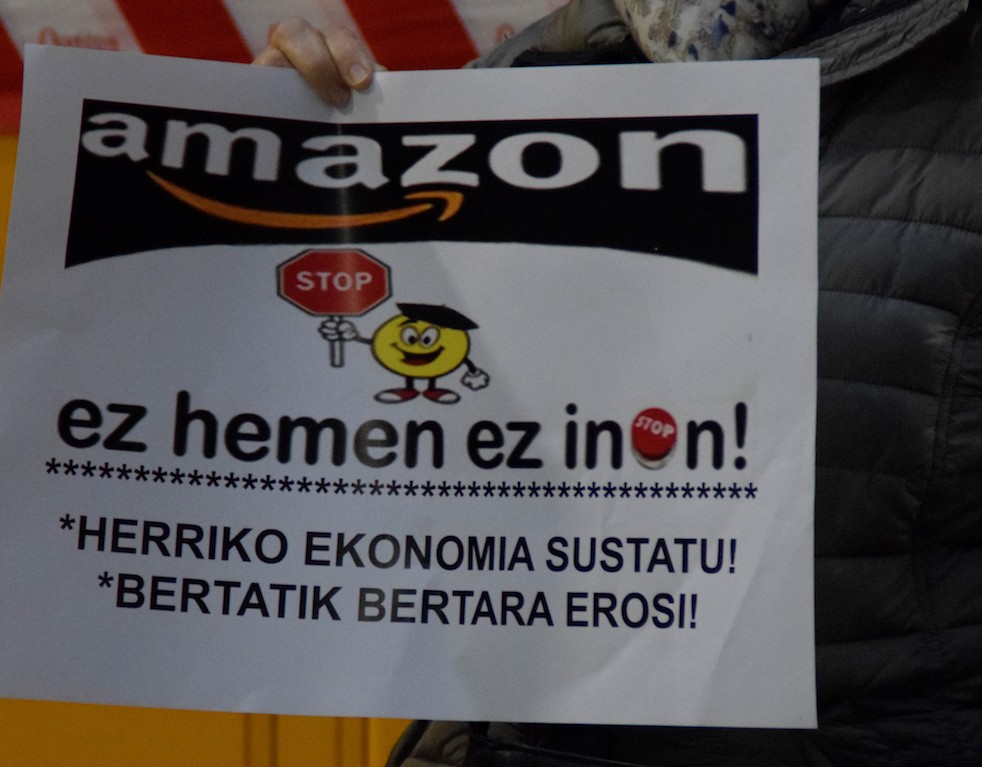 amazon
STOP
ez hemen ez inon!
STOP
*****************************************
*HERRIKO EKONOMIA SUSTATU!
*BERTATIK BERTARA EROSI!